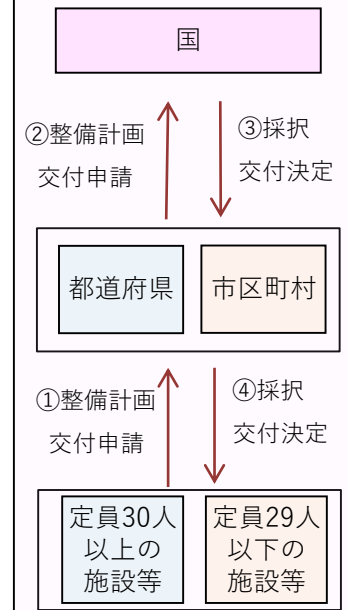 国
②整備計画
交付申請
③採択
交付決定
都道府県
市区町村
①整備計画
交付申請
④採択
交付決定
定員30人
以上の
施設等
定員29人
以下の
施設等